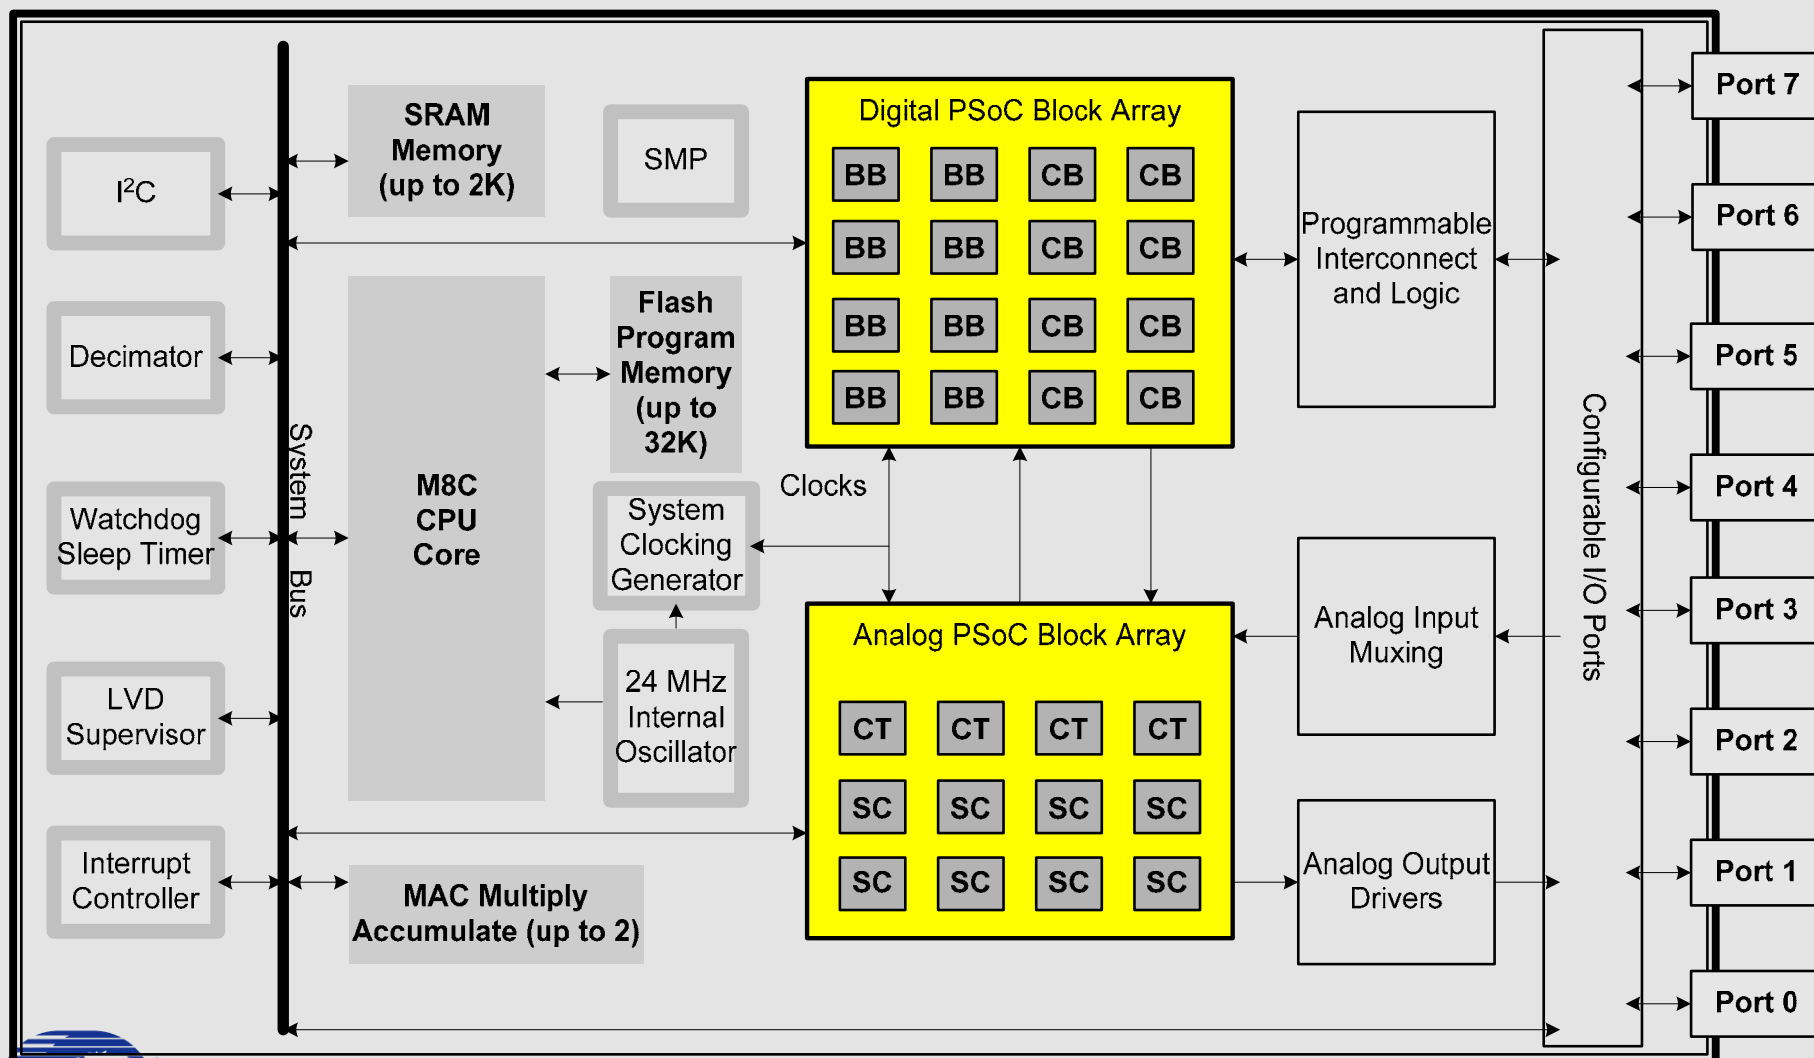 SRAM
Memory
(up to 2K)
SMP
Digital PSoC Block Array
BB BB CB CB
BB BB CB CB
BB BB CB CB
BB BB CB CB
I²C
Decimator
Watchdog
Sleep Timer
LVD
Supervisor
Interrupt
Controller
System Bus
M8C
CPU
Core
Flash
Program
Memory
(up to
32K)
System
Clocking
Generator
Clocks
24 MHz
Internal
Oscillator
MAC Multiply
Accumulate (up to 2)
Analog PSoC Block Array
CT CT CT CT
SC SC SC SC
SC SC SC SC
Programmable
Interconnect
and Logic
Analog Input
Muxing
Analog Output
Drivers
Configurable I/O Ports
Port 7
Port 6
Port 5
Port 4
Port 3
Port 2
Port 1
Port 0